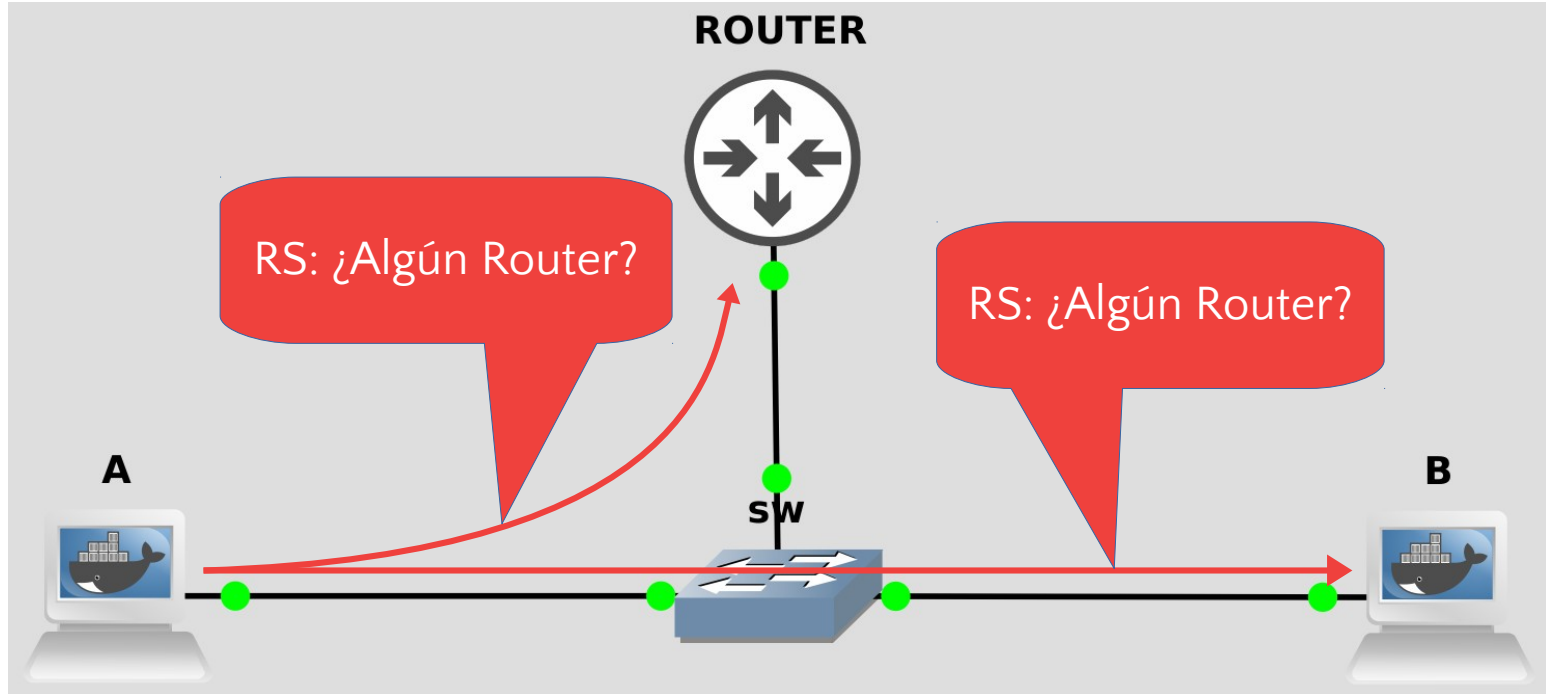 ROUTER
RS: ¿Algún Router?
RS: ¿Algún Router?
A
B
sw